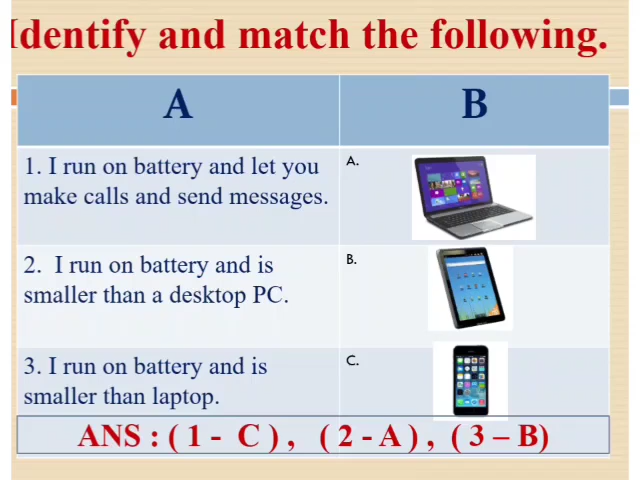 Identify and match the following.
A
B
1. I run on battery and let you
make calls and send messages.
A.
2. I run on battery and is
smaller than a desktop PC.
B.
3. I run on battery and is
smaller than laptop.
C.
ANS : ( 1 - C ) , ( 2 - A ) , ( 3 – B)